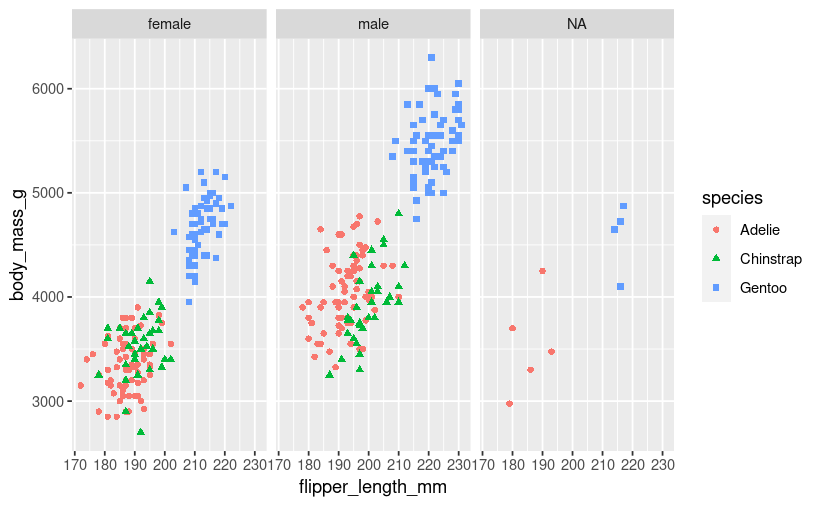 female male NA
6000
5000
4000
3000
body_mass_g
170 180 190 200 210 220 230 170 180 190 200 210 220 230 170 180 190 200 210 220 230
flipper_length_mm
species
Adelie
Chinstrap
Gentoo